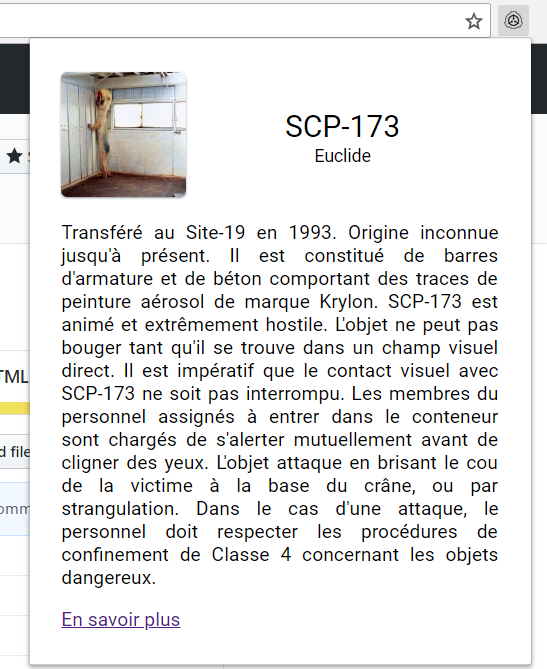 SCP-173
Euclide
Transféré au Site-19 en 1993. Origine inconnue
jusqu'à présent. Il est constitué de barres
d'armature et de béton comportant des traces de
peinture aérosol de marque Krylon. SCP-173 est
animé et extrêmement hostile. L'objet ne peut pas
bouger tant qu'il se trouve dans un champ visuel
direct. Il est impératif que le contact visuel avec
SCP-173 ne soit pas interrompu. Les membres du
personnel assignés à entrer dans le conteneur
sont chargés de s'alerter mutuellement avant de
cligner des yeux. L'objet attaque en brisant le cou
de la victime à la base du crâne, ou par
strangulation. Dans le cas d'une attaque, le
personnel doit respecter les procédures de
confinement de Classe 4 concernant les objets
dangereux.
En savoir plus
TML
d file
omm